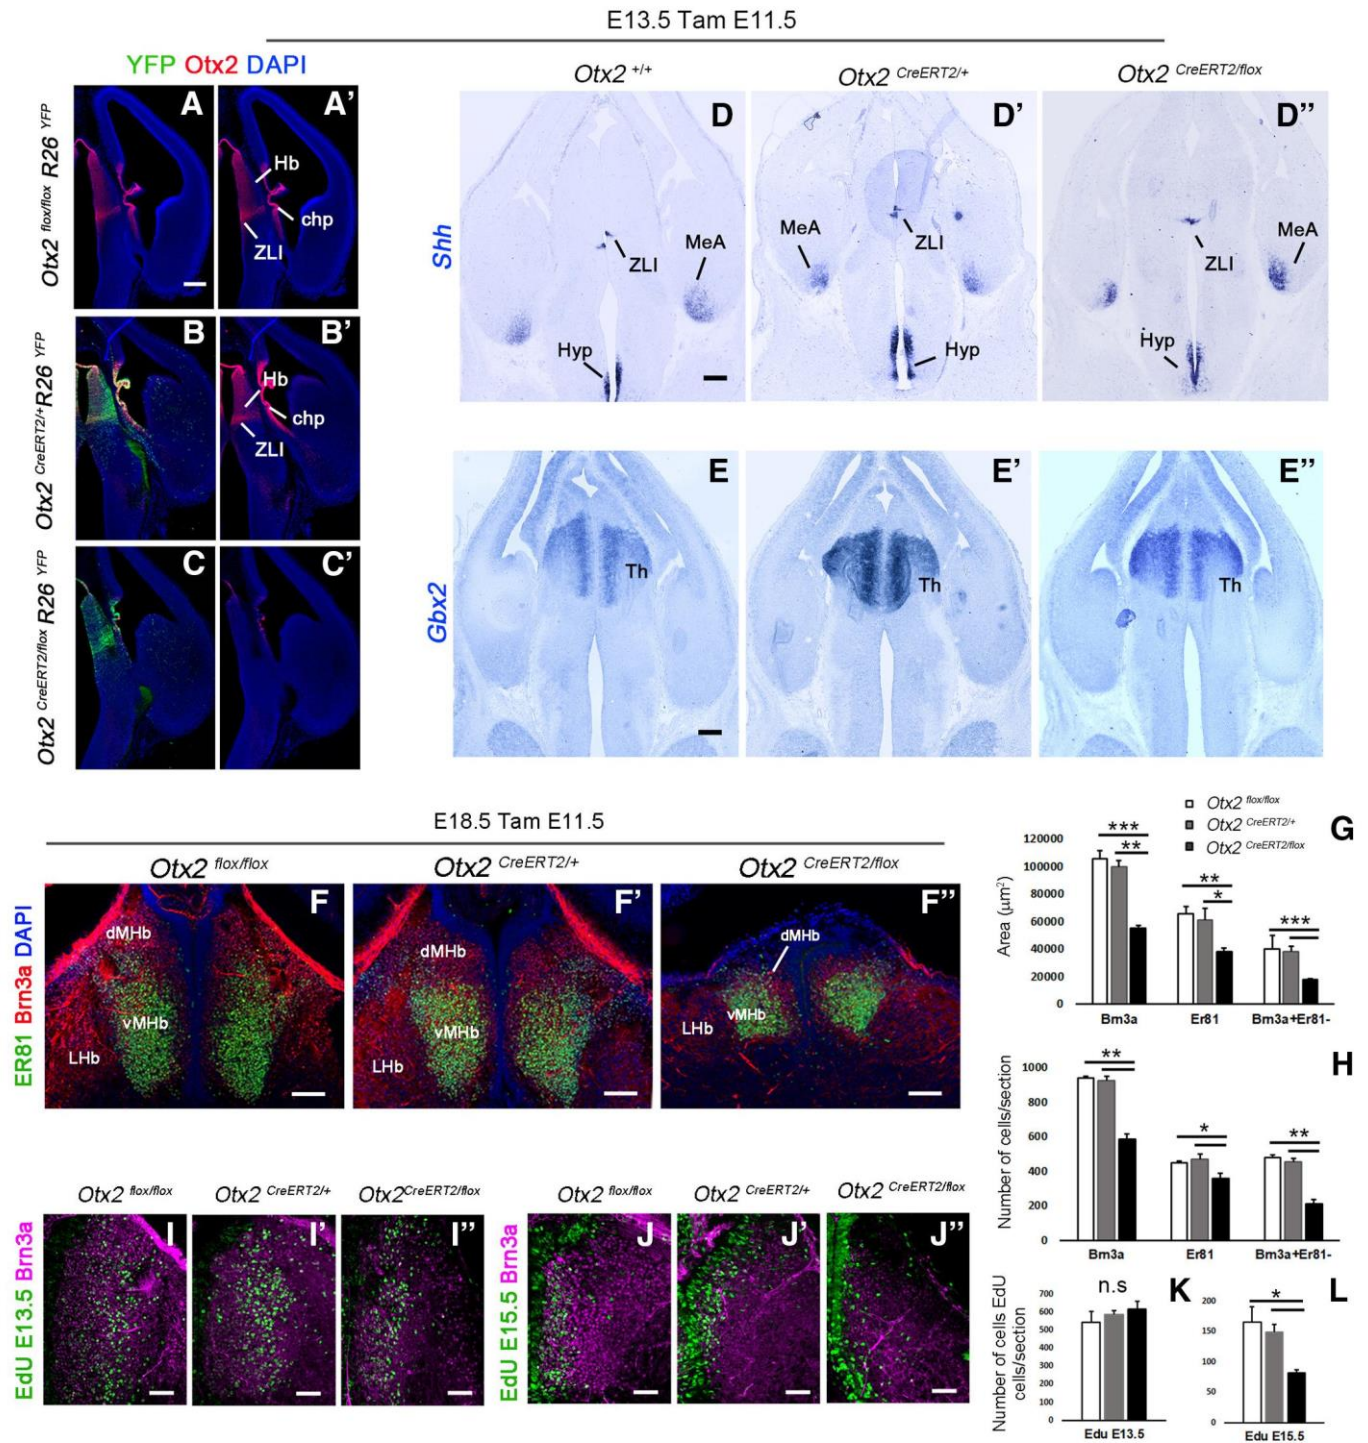 E13.5 Tam E11.5
YFP Otx2 DAPI
Otx2 flox/flox R26 YFP
A
A’
Hb
chp
ZLI
Otx2 CreERT2/+ R26 YFP
B
B’
Hb
chp
ZLI
Otx2 CreERT2/flox R26 YFP
C
C’
Otx2 +/+
Otx2 CreERT2/+
Otx2 CreERT2/flox
Shh
D
ZLI
MeA
Hyp
D’
MeA
ZLI
Hyp
D”
MeA
ZLI
Hyp
Gbx2
E
Th
E’
Th
E”
Th
E18.5 Tam E11.5
Otx2 flox/flox
Otx2 CreERT2/+
Otx2 CreERT2/flox
ER81 Brn3a DAPI
F
dMHb
vMHb
LHb
F’
dMHb
vMHb
LHb
F”
dMHb
vMHb
LHb
G
Otx2 flox/flox
Otx2 CreERT2/+
Otx2 CreERT2/flox
Area (µm²)
120000
100000
80000
60000
40000
20000
0
***
**
**
*
***
Brn3a
Er81
Brn3a+Er81-
H
Number of cells/section
1000
800
600
400
200
0
**
*
**
Brn3a
Er81
Brn3a+Er81-
Otx2 flox/flox
Otx2 CreERT2/+
Otx2CreERT2/flox
EdU E13.5 Brn3a
I
I’
I”
Otx2 flox/flox
Otx2 CreERT2/+
Otx2 CreERT2/flox
EdU E15.5 Brn3a
J
J’
J”
K
Number of cells EdU
cells/section
700
600
500
400
300
200
100
0
n.s
Edu E13.5
L
200
150
100
50
0
*
Edu E15.5